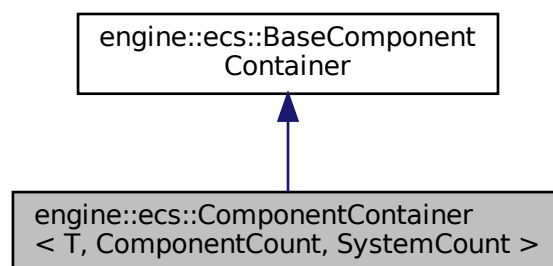 engine::ecs::BaseComponent
Container
engine::ecs::ComponentContainer
< T, ComponentCount, SystemCount >